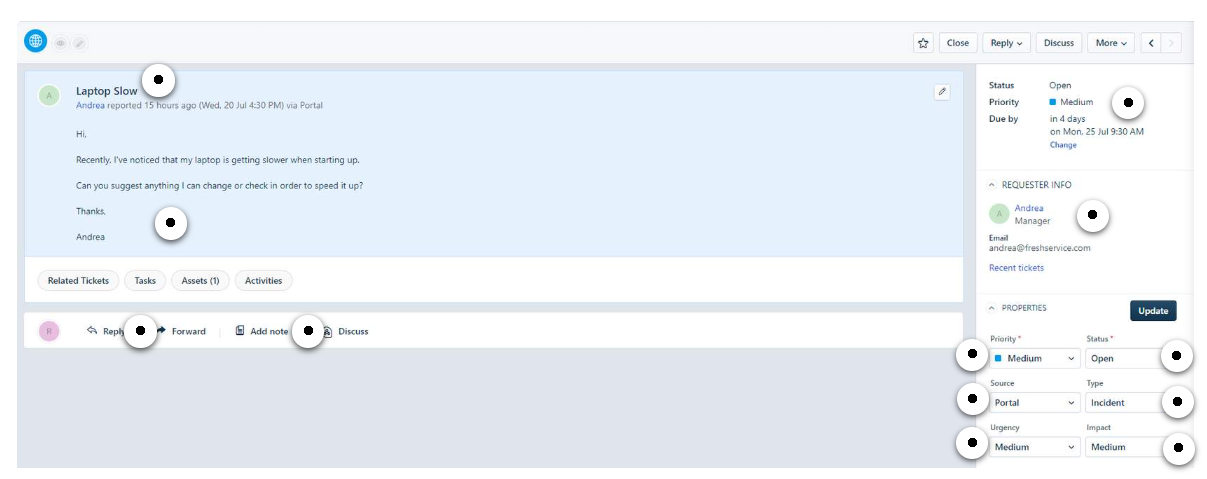 Close Reply Discuss More
A Laptop Slow
Andrea reported 15 hours ago (Wed, 20 Jul 4:30 PM) via Portal
Hi,
Recently, I've noticed that my laptop is getting slower when starting up.
Can you suggest anything I can change or check in order to speed it up?
Thanks,
Andrea
Related Tickets Tasks Assets (1) Activities
R Reply Forward Add note Discuss
Status Open
Priority Medium
Due by in 4 days
on Mon, 25 Jul 9:30 AM
Change
REQUESTER INFO
A Andrea
Manager
Email
andrea@freshservice.com
Recent tickets
PROPERTIES Update
Priority * Status *
Medium Open
Source Type
Portal Incident
Urgency Impact
Medium Medium